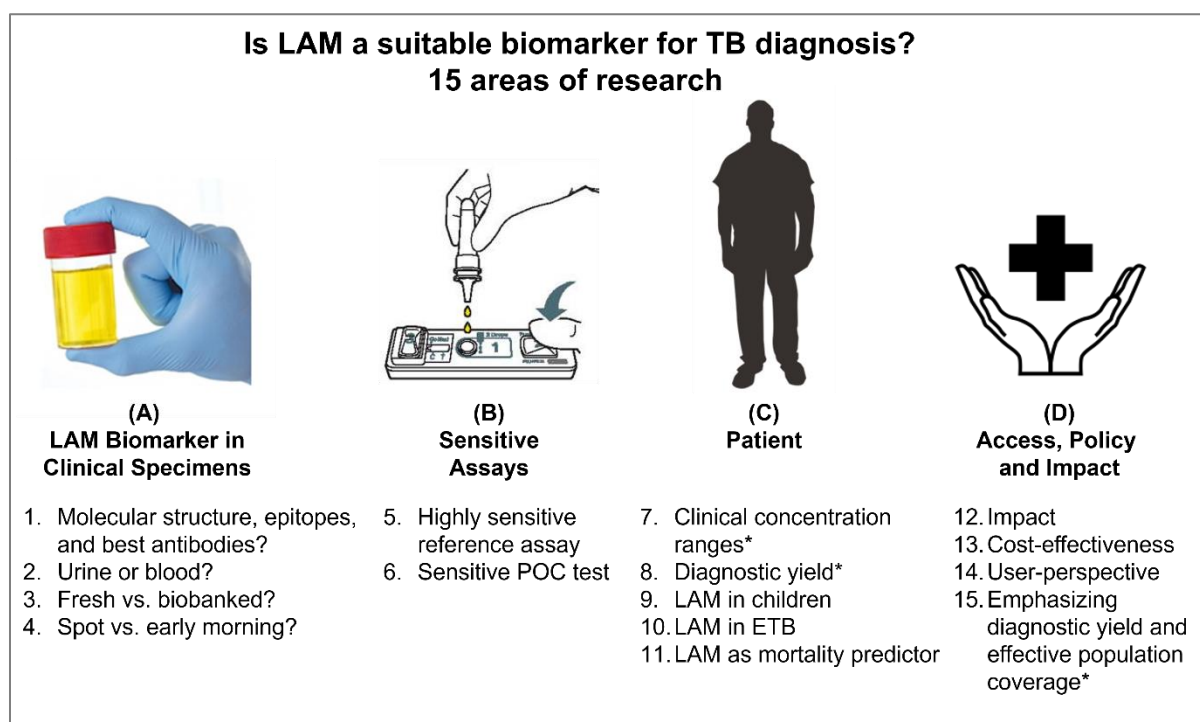 Is LAM a suitable biomarker for TB diagnosis?
15 areas of research
(A)
LAM Biomarker in
Clinical Specimens
1. Molecular structure, epitopes,
and best antibodies?
2. Urine or blood?
3. Fresh vs. biobanked?
4. Spot vs. early morning?
(B)
Sensitive
Assays
5. Highly sensitive
reference assay
6. Sensitive POC test
(C)
Patient
7. Clinical concentration
ranges*
8. Diagnostic yield*
9. LAM in children
10. LAM in ETB
11. LAM as mortality predictor
(D)
Access, Policy
and Impact
12. Impact
13. Cost-effectiveness
14. User-perspective
15. Emphasizing
diagnostic yield and
effective population
coverage*